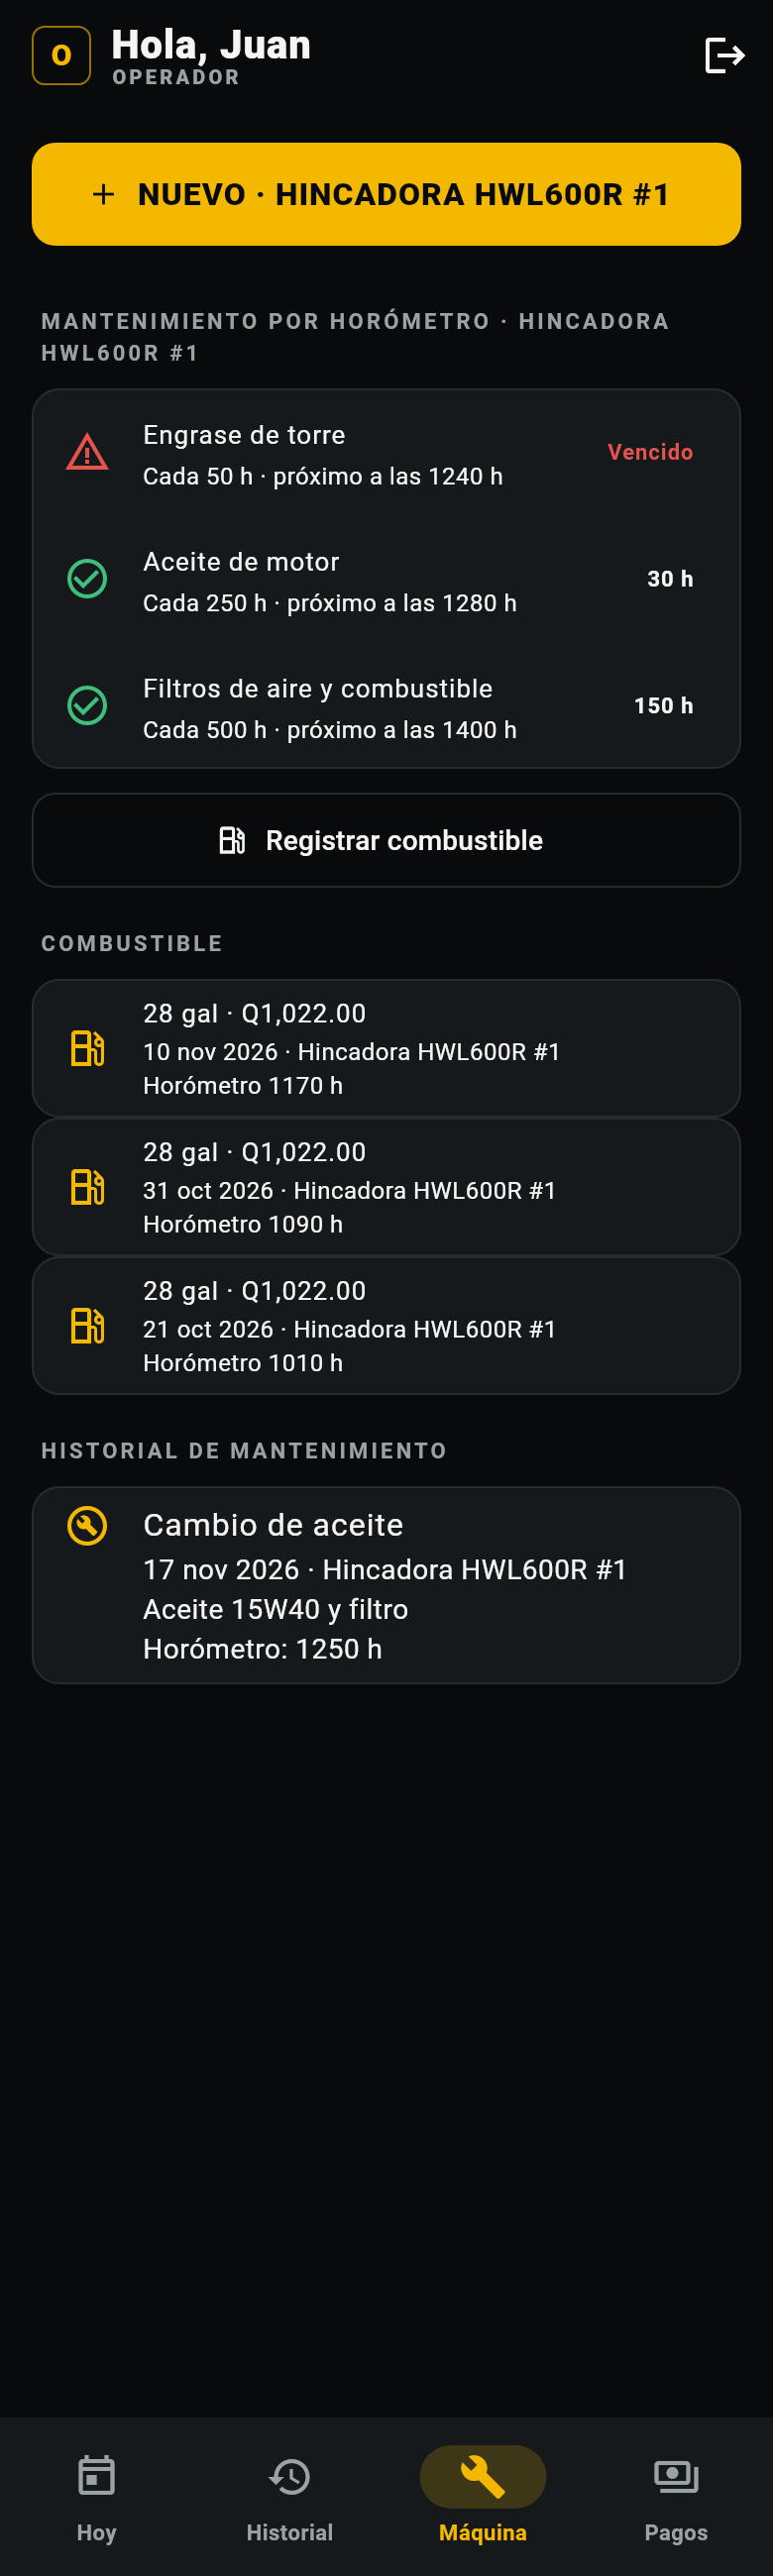 O
Hola, Juan
OPERADOR
+ NUEVO · HINCADORA HWL600R #1
MANTENIMIENTO POR HORÓMETRO · HINCADORA
HWL600R #1
Engrase de torre
Cada 50 h · próximo a las 1240 h
Vencido
Aceite de motor
Cada 250 h · próximo a las 1280 h
30 h
Filtros de aire y combustible
Cada 500 h · próximo a las 1400 h
150 h
Registrar combustible
COMBUSTIBLE
28 gal · Q1,022.00
10 nov 2026 · Hincadora HWL600R #1
Horómetro 1170 h
28 gal · Q1,022.00
31 oct 2026 · Hincadora HWL600R #1
Horómetro 1090 h
28 gal · Q1,022.00
21 oct 2026 · Hincadora HWL600R #1
Horómetro 1010 h
HISTORIAL DE MANTENIMIENTO
Cambio de aceite
17 nov 2026 · Hincadora HWL600R #1
Aceite 15W40 y filtro
Horómetro: 1250 h
Hoy
Historial
Máquina
Pagos